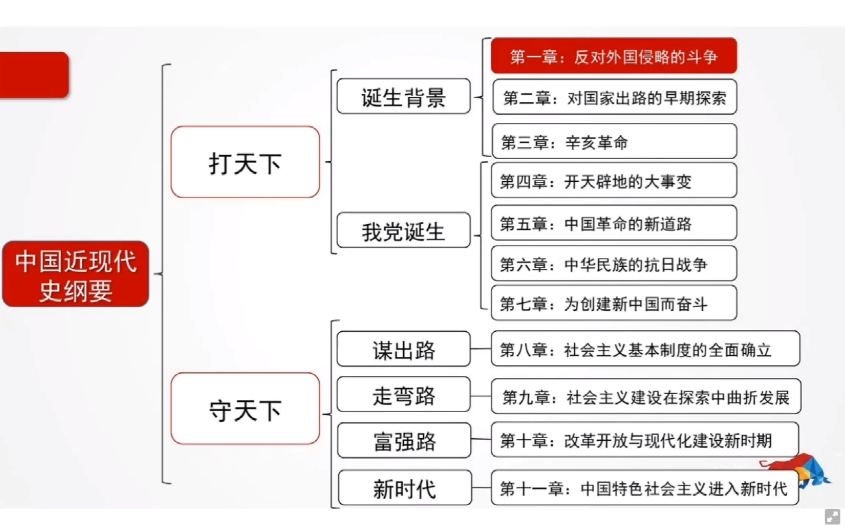 中国近现代
史纲要
打天下
诞生背景
第一章：反对外国侵略的斗争
第二章：对国家出路的早期探索
第三章：辛亥革命
我党诞生
第四章：开天辟地的大事变
第五章：中国革命的新道路
第六章：中华民族的抗日战争
第七章：为创建新中国而奋斗
守天下
谋出路
第八章：社会主义基本制度的全面确立
走弯路
第九章：社会主义建设在探索中曲折发展
富强路
第十章：改革开放与现代化建设新时期
新时代
第十一章：中国特色社会主义进入新时代